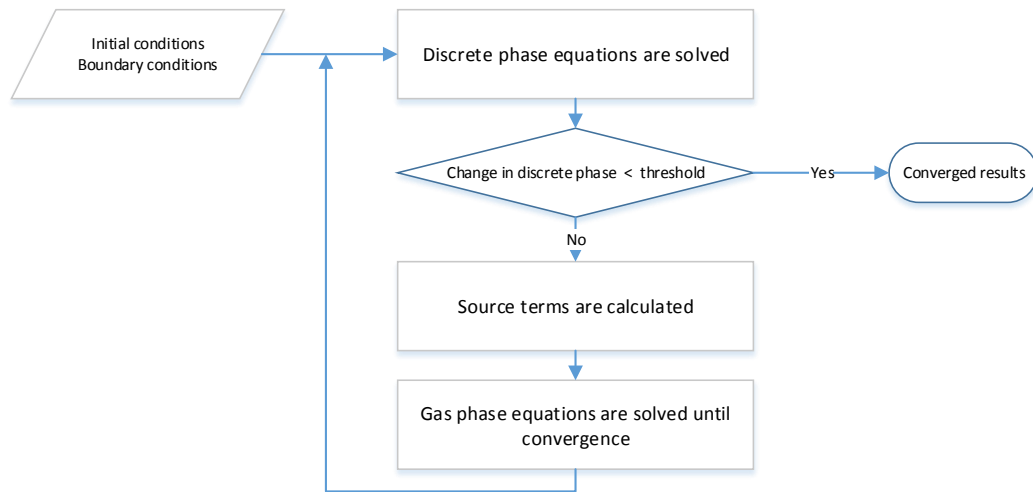 Initial conditions
Boundary conditions
Discrete phase equations are solved
Change in discrete phase < threshold
Yes
Converged results
No
Source terms are calculated
Gas phase equations are solved until
convergence